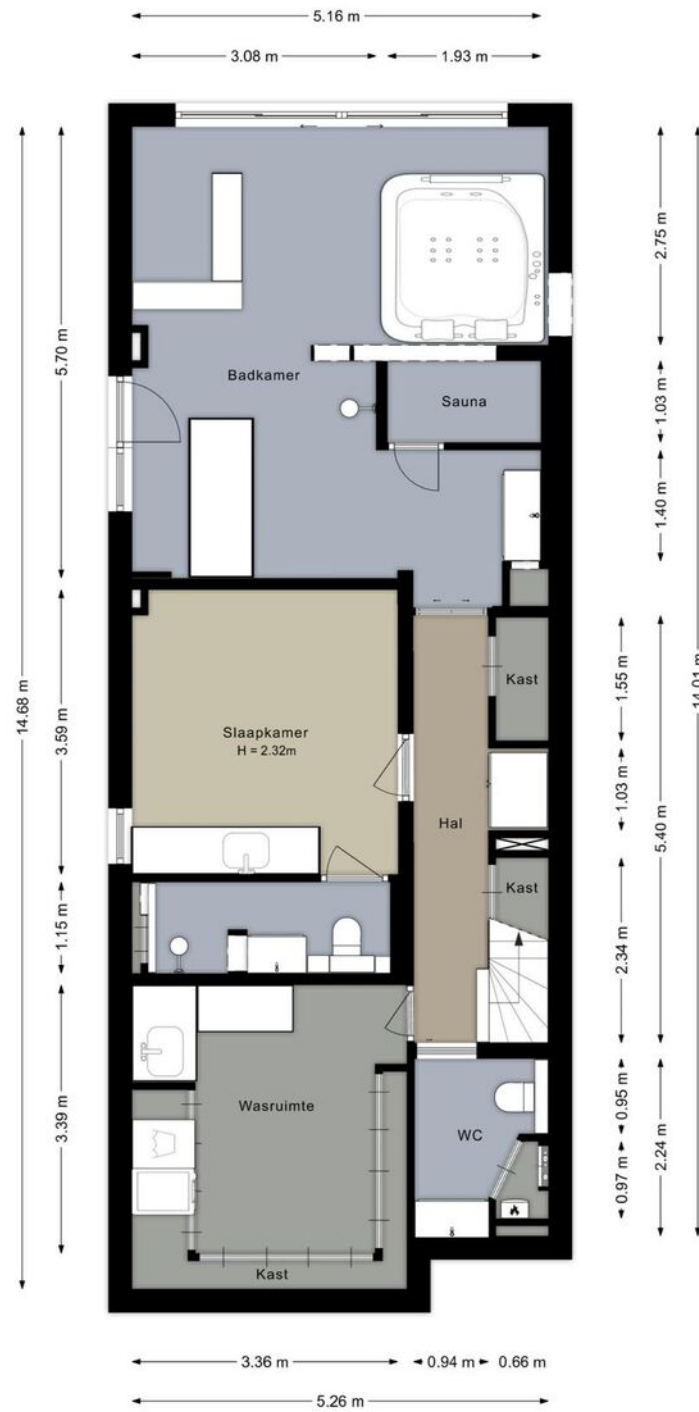 5.16 m
3.08 m
1.93 m
2.75 m
5.70 m
Badkamer
Sauna
1.03 m
1.40 m
14.68 m
14.01 m
3.59 m
Slaapkamer
H = 2.32m
Kast
1.55 m
1.03 m
5.40 m
Hal
Kast
1.15 m
2.34 m
3.39 m
Wasruimte
WC
0.95 m
2.24 m
0.97 m
Kast
3.36 m
0.94 m
0.66 m
5.26 m